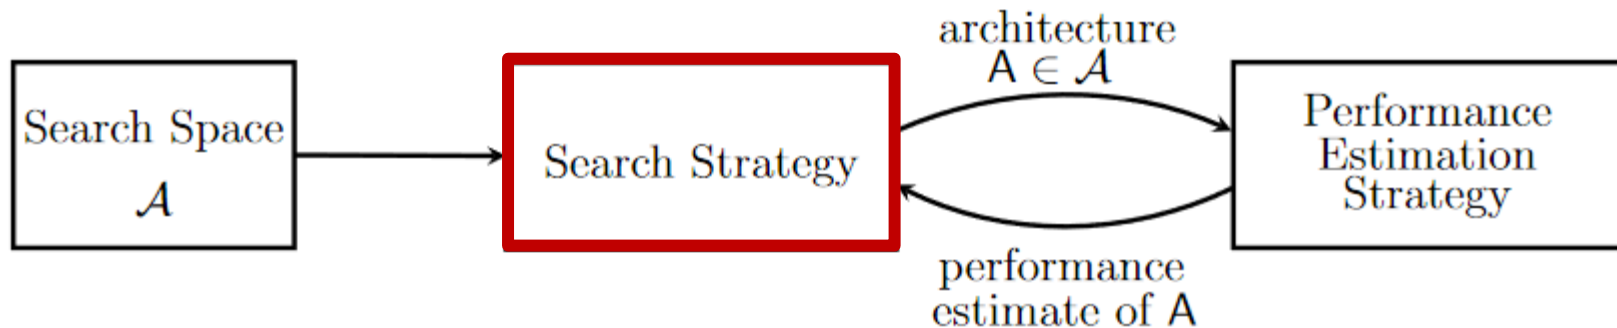 Search Space
𝒜
Search Strategy
architecture
A ∈ 𝒜
performance
estimate of A
Performance
Estimation
Strategy